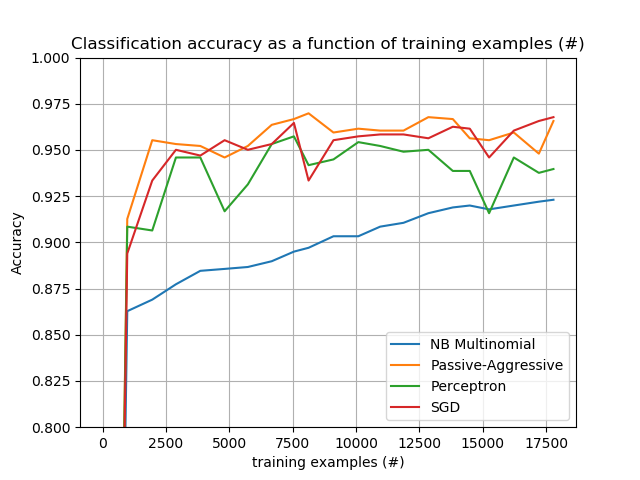 Classification accuracy as a function of training examples (#)
1.000
0.975
0.950
0.925
0.900
0.875
0.850
0.825
0.800
Accuracy
NB Multinomial
Passive-Aggressive
Perceptron
SGD
0 2500 5000 7500 10000 12500 15000 17500
training examples (#)